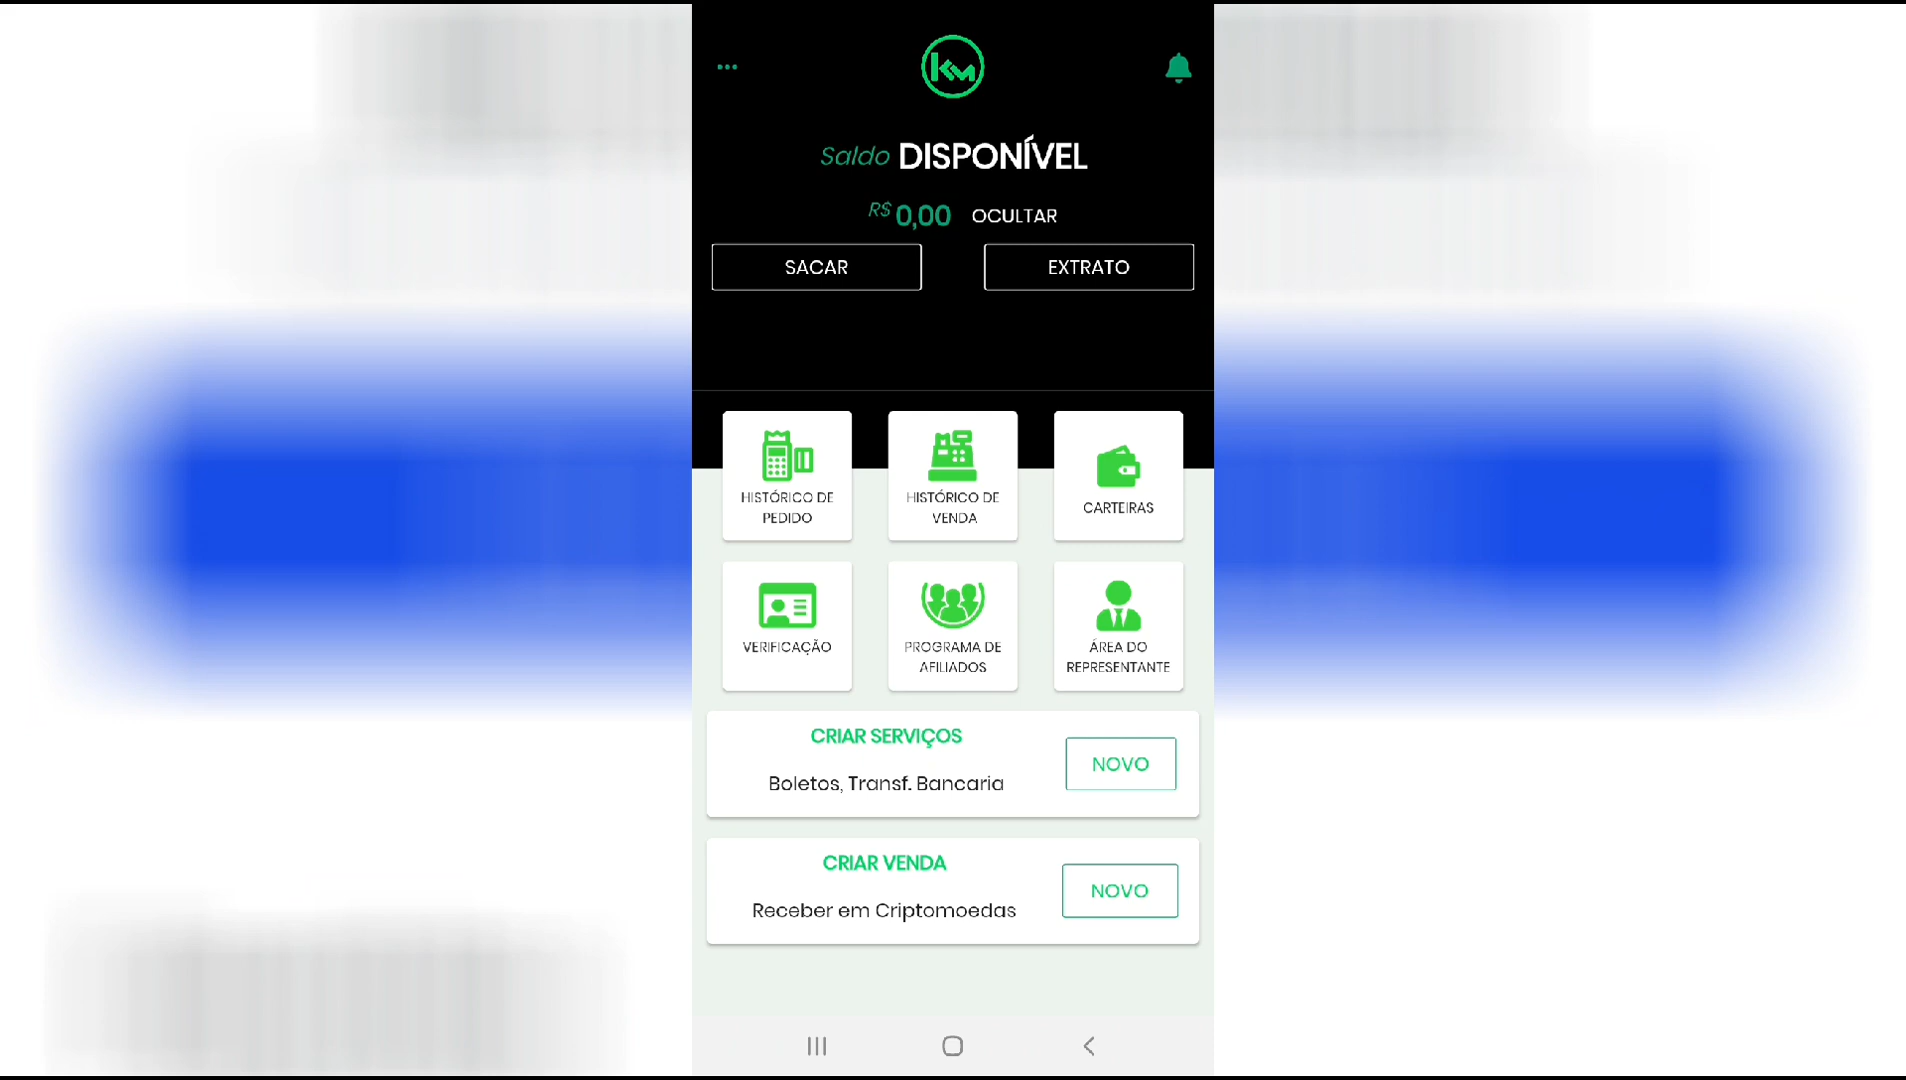 KM
Saldo DISPONÍVEL
R$ 0,00 OCULTAR
SACAR
EXTRATO
HISTÓRICO DE
PEDIDO
HISTÓRICO DE
VENDA
CARTEIRAS
VERIFICAÇÃO
PROGRAMA DE
AFILIADOS
ÁREA DO
REPRESENTANTE
CRIAR SERVIÇOS
Boletos, Transf. Bancaria
NOVO
CRIAR VENDA
Receber em Criptomoedas
NOVO